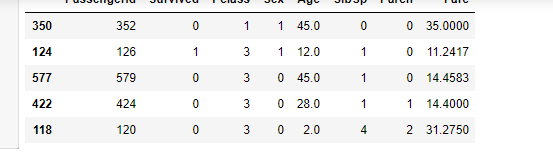 PassengerId Survived Pclass Sex Age SibSp Parch Fare
350 352 0 1 1 45.0 0 0 35.0000
124 126 1 3 1 12.0 1 0 11.2417
577 579 0 3 0 45.0 1 0 14.4583
422 424 0 3 0 28.0 1 1 14.4000
118 120 0 3 0 2.0 4 2 31.2750